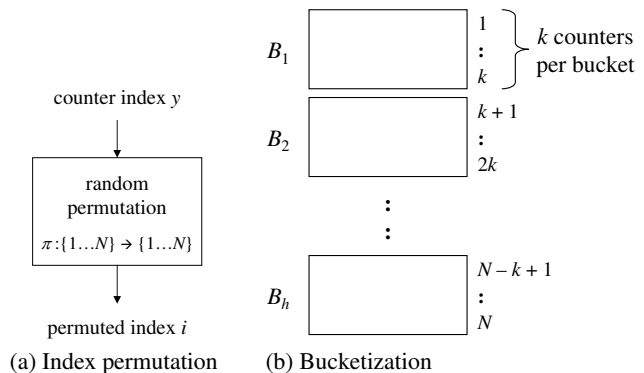 counter index y
random
permutation
π:{1...N} → {1...N}
permuted index i
(a) Index permutation
B1
1
:
k
k counters
per bucket
B2
k + 1
:
2k
:
:
Bh
N – k + 1
:
N
(b) Bucketization